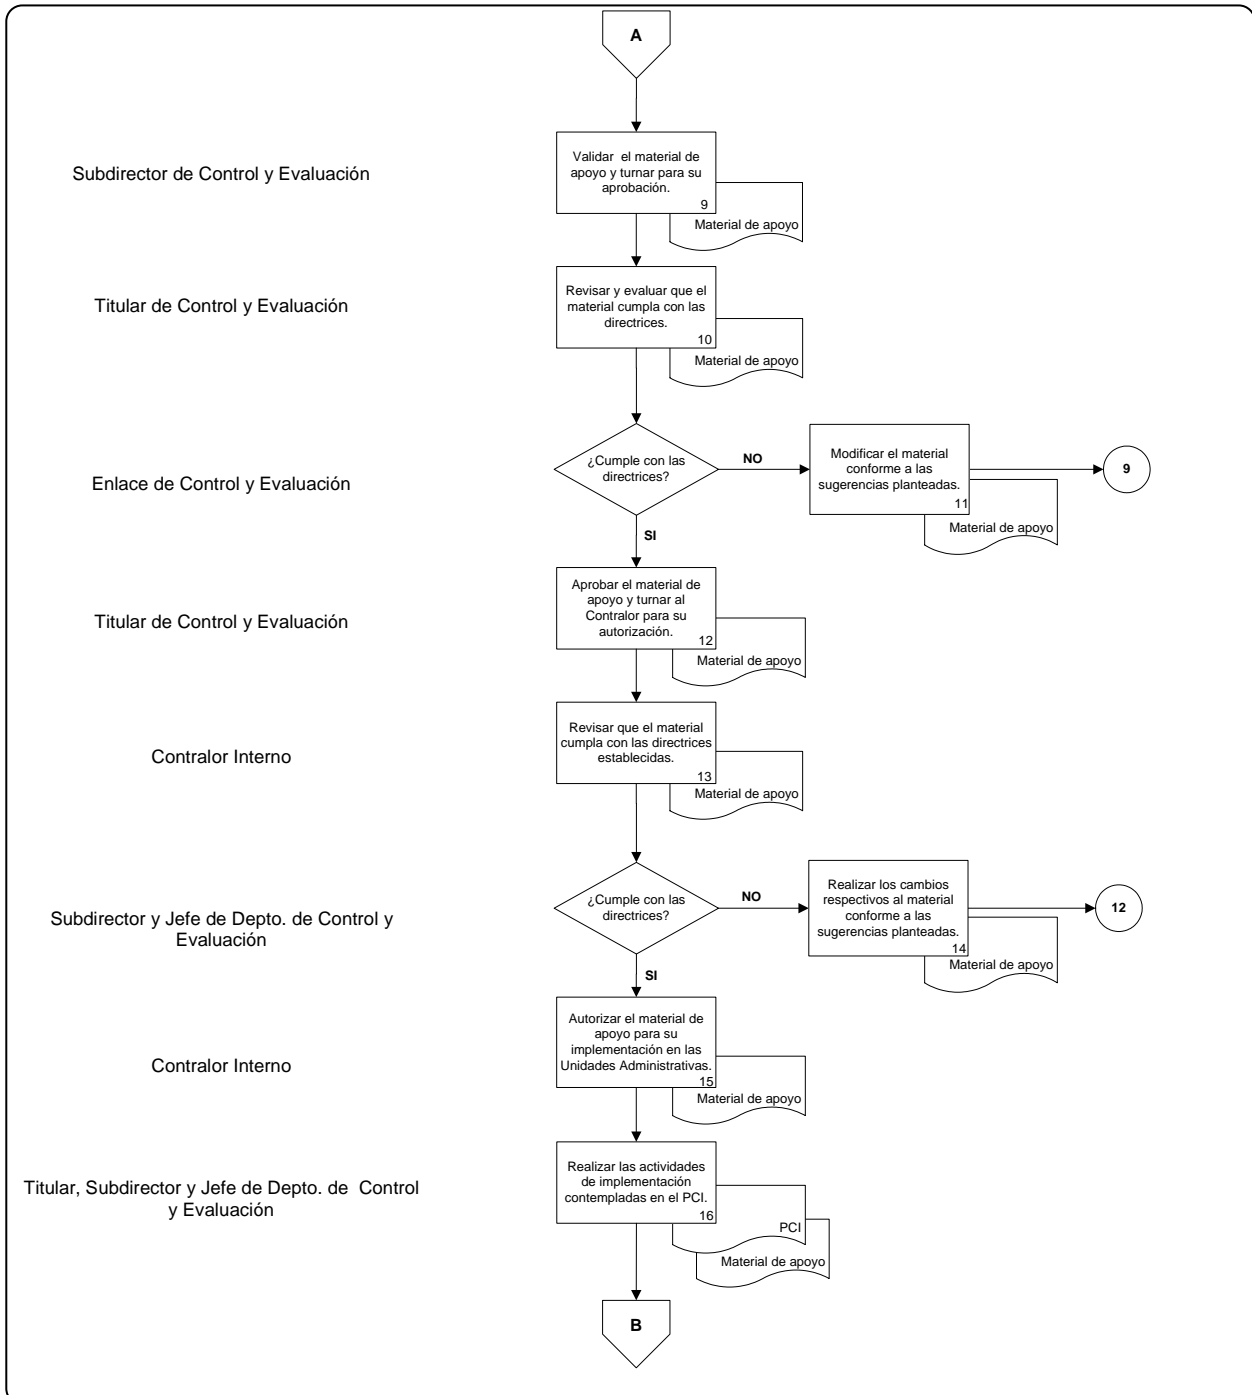 A
Subdirector de Control y Evaluación
Validar el material de
apoyo y turnar para su
aprobación.
9
Material de apoyo
Titular de Control y Evaluación
Revisar y evaluar que el
material cumpla con las
directrices.
10
Material de apoyo
Enlace de Control y Evaluación
¿Cumple con las
directrices?
NO
Modificar el material
conforme a las
sugerencias planteadas.
11
Material de apoyo
9
SI
Titular de Control y Evaluación
Aprobar el material de
apoyo y turnar al
Contralor para su
autorización.
12
Material de apoyo
Contralor Interno
Revisar que el material
cumpla con las directrices
establecidas.
13
Material de apoyo
Subdirector y Jefe de Depto. de Control y
Evaluación
¿Cumple con las
directrices?
NO
Realizar los cambios
respectivos al material
conforme a las
sugerencias planteadas.
14
Material de apoyo
12
SI
Contralor Interno
Autorizar el material de
apoyo para su
implementación en las
Unidades Administrativas.
15
Material de apoyo
Titular, Subdirector y Jefe de Depto. de Control
y Evaluación
Realizar las actividades
de implementación
contempladas en el PCI.
16
PCI
Material de apoyo
B